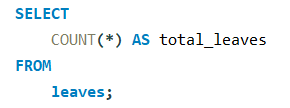 SELECT
    COUNT(*) AS total_leaves
FROM
    leaves;